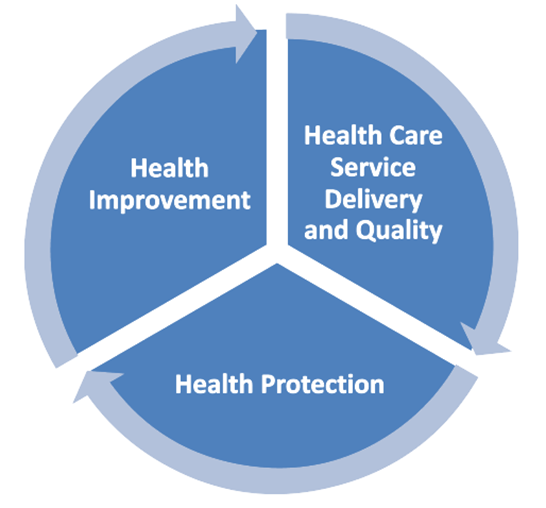 Health
Improvement
Health Care
Service
Delivery
and Quality
Health Protection